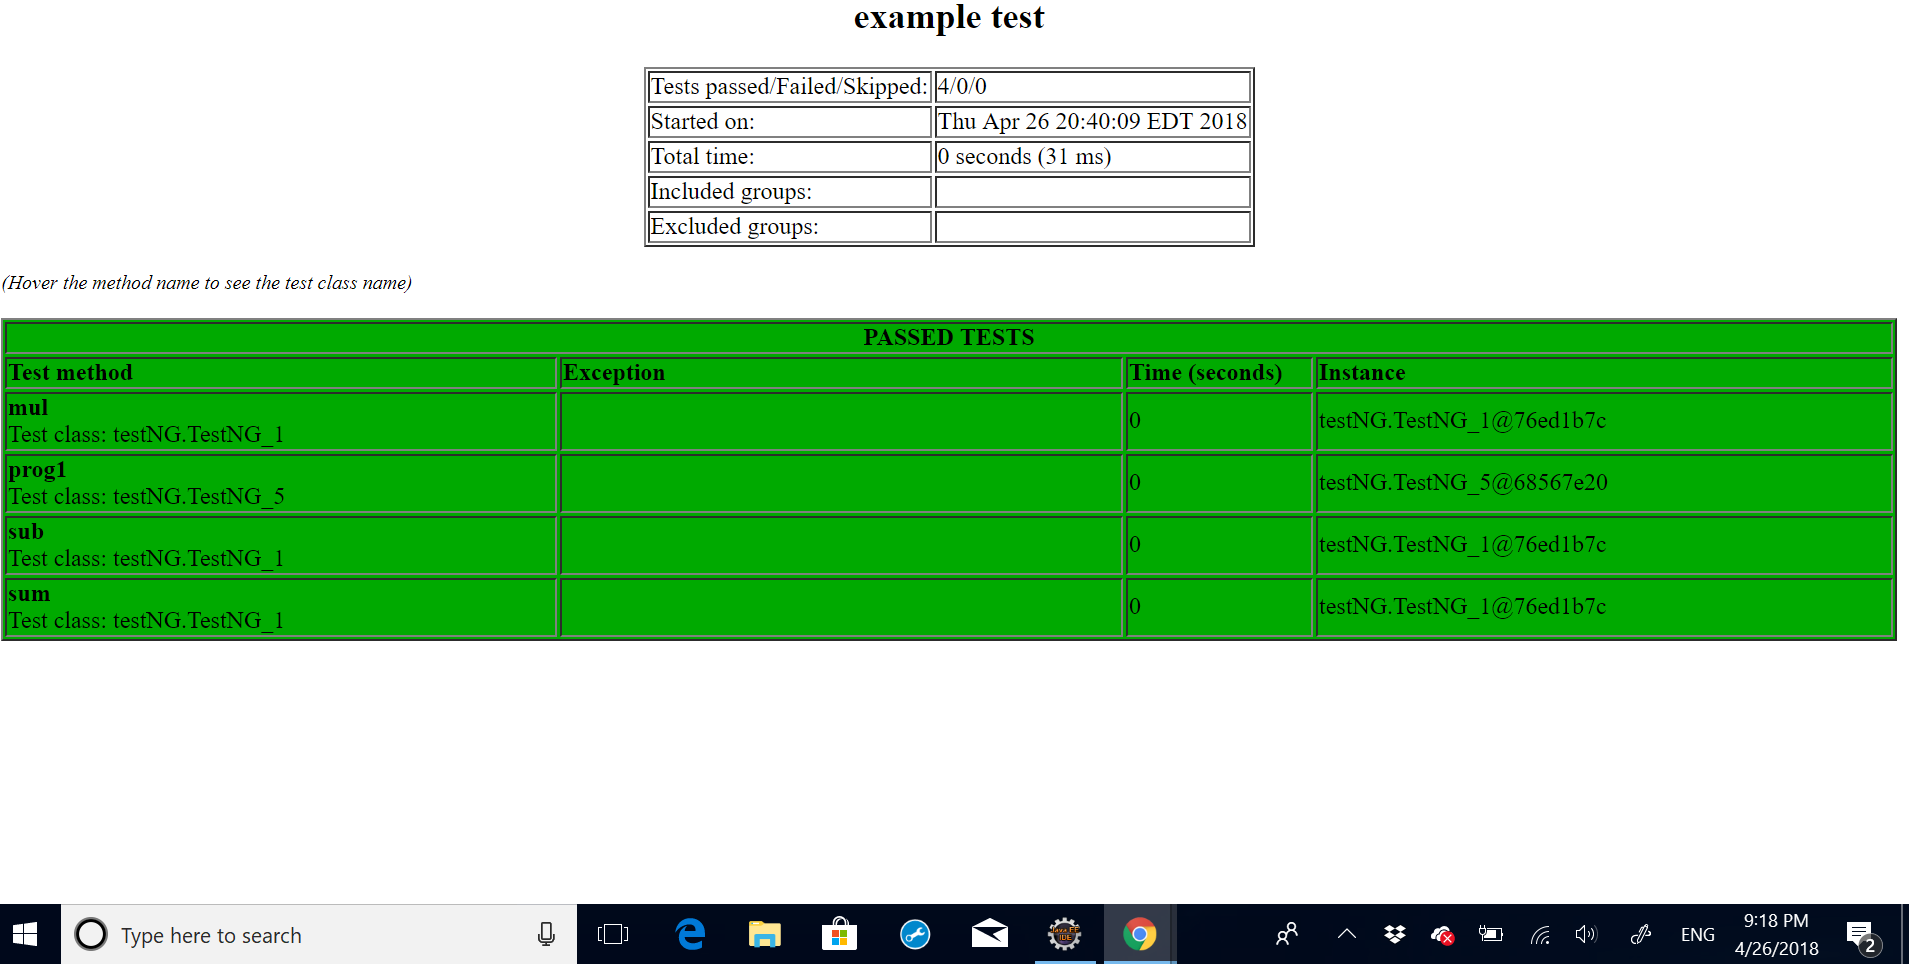 example test
Tests passed/Failed/Skipped: 4/0/0
Started on: Thu Apr 26 20:40:09 EDT 2018
Total time: 0 seconds (31 ms)
Included groups:
Excluded groups:
(Hover the method name to see the test class name)
PASSED TESTS
Test method Exception Time (seconds) Instance
mul
Test class: testNG.TestNG_1 0 testNG.TestNG_1@76ed1b7c
prog1
Test class: testNG.TestNG_5 0 testNG.TestNG_5@68567e20
sub
Test class: testNG.TestNG_1 0 testNG.TestNG_1@76ed1b7c
sum
Test class: testNG.TestNG_1 0 testNG.TestNG_1@76ed1b7c
Type here to search
Java EE
IDE
ENG
9:18 PM
4/26/2018
2